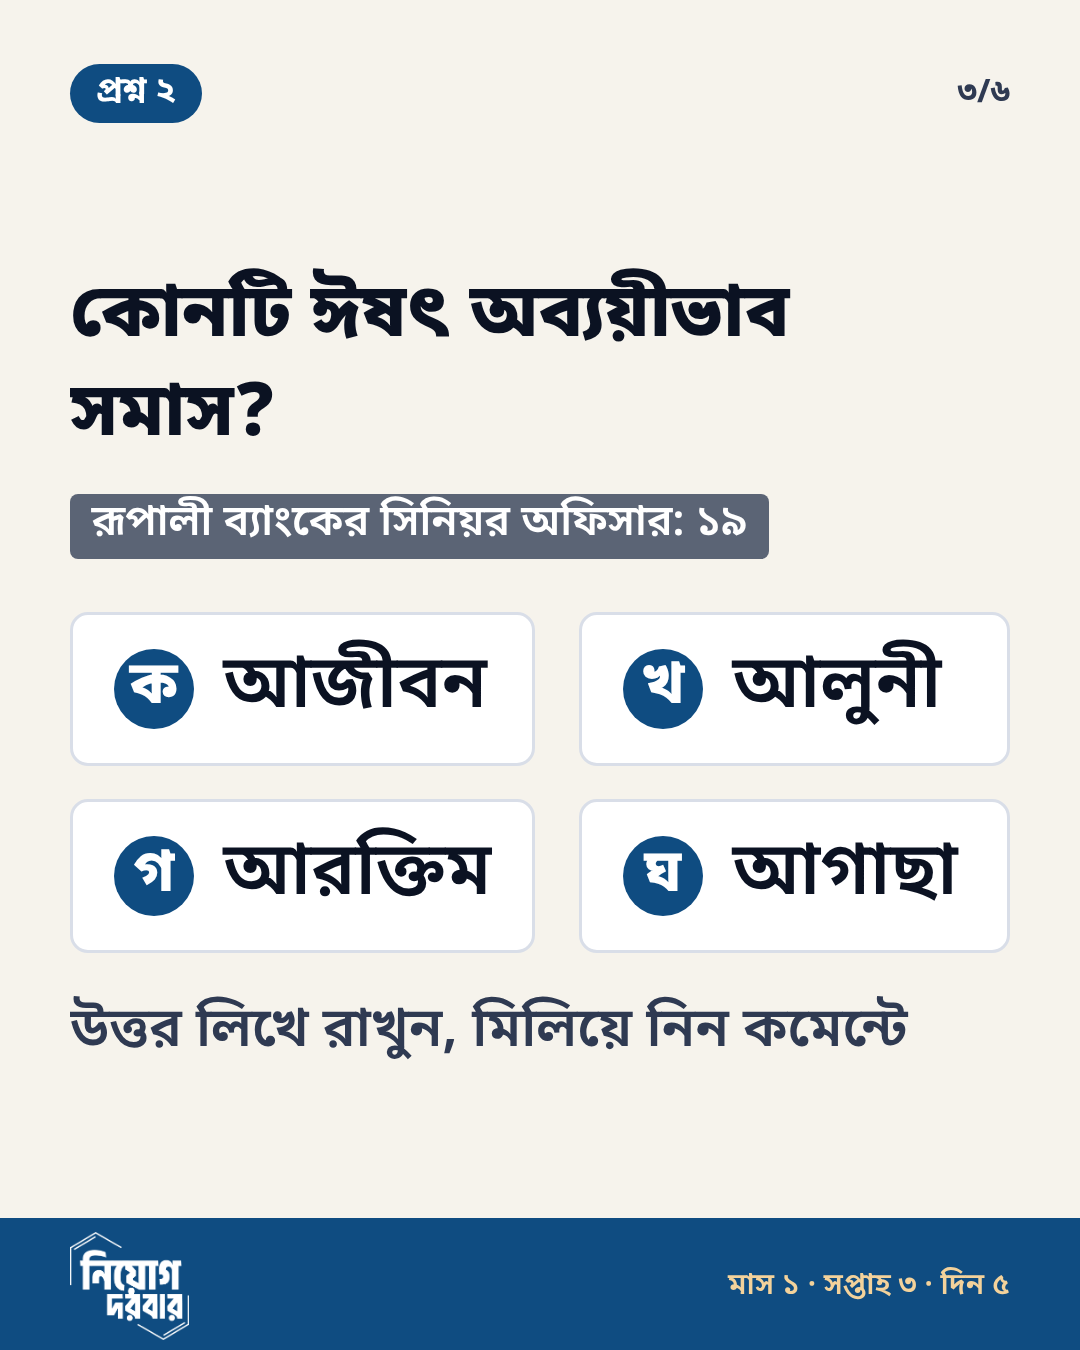 প্রশ্ন ২
৩/৬
কোনটি ঈষৎ অব্যয়ীভাব
সমাস?
রূপালী ব্যাংকের সিনিয়র অফিসার: ১৯
ক আজীবন
খ আলুনী
গ আরক্তিম
ঘ আগাছা
উত্তর লিখে রাখুন, মিলিয়ে নিন কমেন্টে
নিয়োগ
দরবার
মাস ১ · সপ্তাহ ৩ · দিন ৫